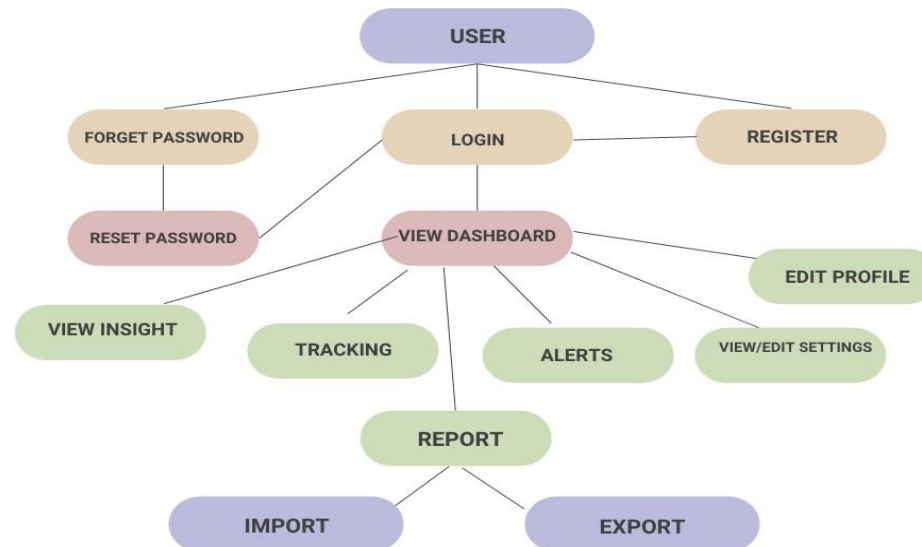 USER
FORGET PASSWORD
LOGIN
REGISTER
RESET PASSWORD
VIEW DASHBOARD
EDIT PROFILE
VIEW INSIGHT
TRACKING
ALERTS
VIEW/EDIT SETTINGS
REPORT
IMPORT
EXPORT